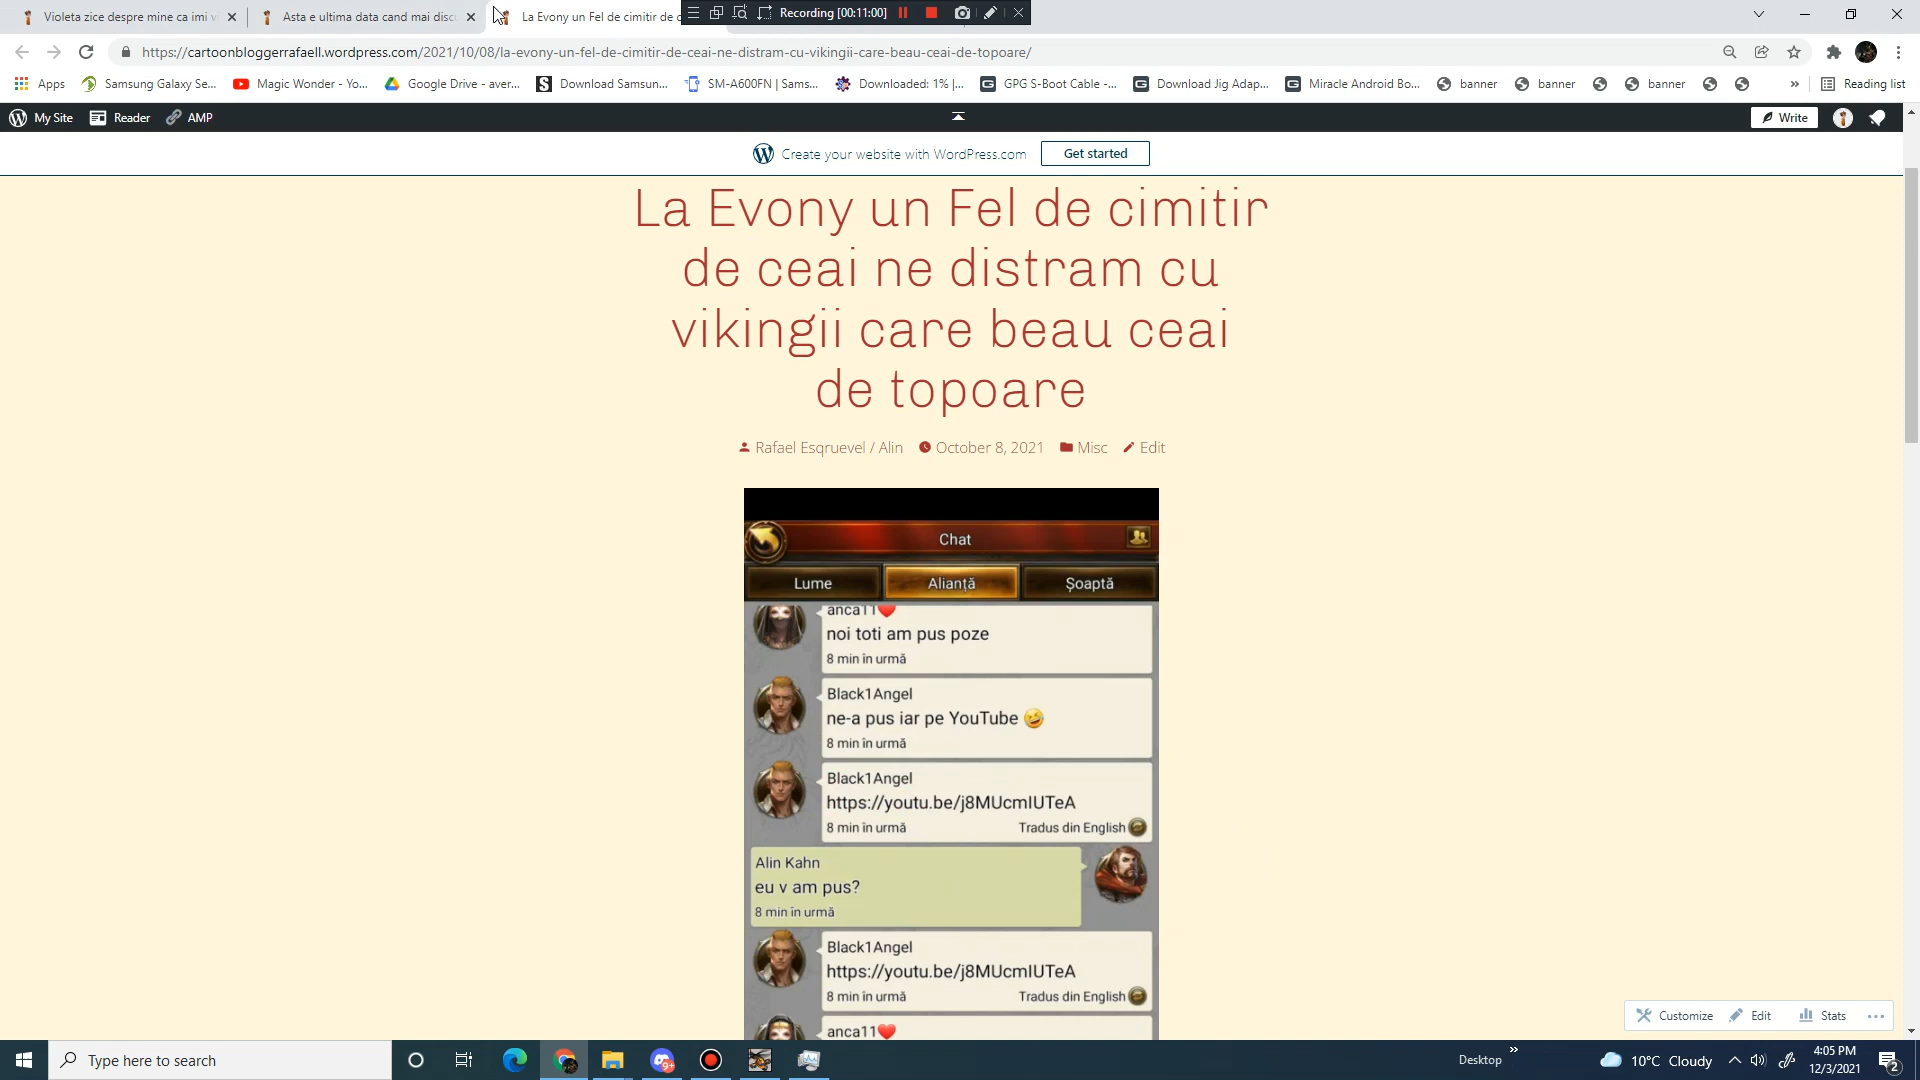 Violeta zice despre mine ca imi v
Asta e ultima data cand mai disc
La Evony un Fel de cimitir de c
Recording [00:11:00]
https://cartoonbloggerrafaell.wordpress.com/2021/10/08/la-evony-un-fel-de-cimitir-de-ceai-ne-distram-cu-vikingii-care-beau-ceai-de-topoare/
Apps
Samsung Galaxy Se...
Magic Wonder - Yo...
Google Drive - aver...
Download Samsun...
SM-A600FN | Sams...
Downloaded: 1% |...
GPG S-Boot Cable -...
Download Jig Adap...
Miracle Android Bo...
banner
banner
banner
»
Reading list
My Site
Reader
AMP
Write
Create your website with WordPress.com
Get started
La Evony un Fel de cimitir
de ceai ne distram cu
vikingii care beau ceai
de topoare
Rafael Esqruevel / Alin
October 8, 2021
Misc
Edit
Chat
Lume
Alianță
Șoaptă
anca11❤️
noi toti am pus poze
8 min în urmă
Black1Angel
ne-a pus iar pe YouTube 🤣
8 min în urmă
Black1Angel
https://youtu.be/j8MUcmIUTeA
8 min în urmă
Tradus din English
Alin Kahn
eu v am pus?
8 min în urmă
Black1Angel
https://youtu.be/j8MUcmIUTeA
8 min în urmă
Tradus din English
anca11❤️
Customize
Edit
Stats
...
Type here to search
9+
Desktop
»
10°C Cloudy
4:05 PM
12/3/2021
2